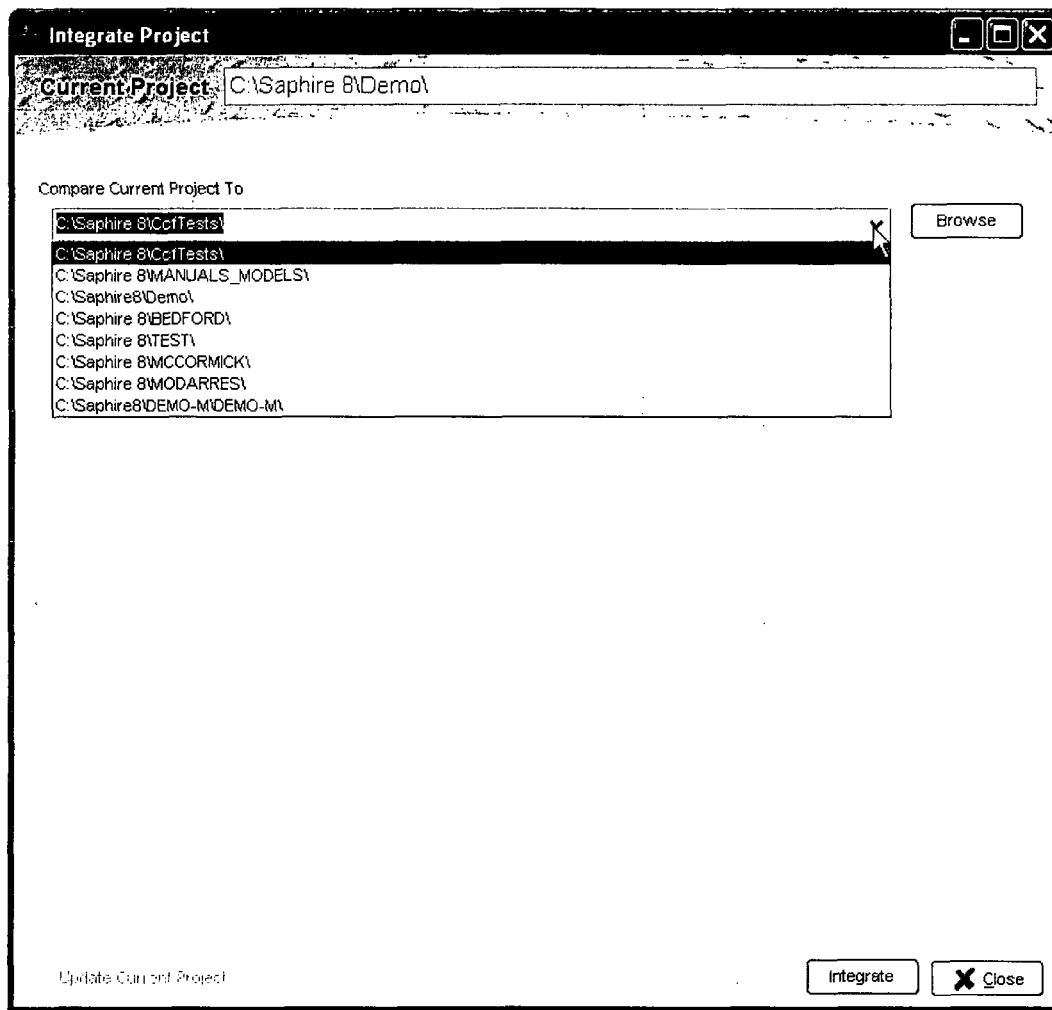 Integrate Project
Current Project C:\Saphire 8\Demo\
Compare Current Project To
C:\Saphire 8\CcfTests\ Browse
C:\Saphire 8\CcfTests\
C:\Saphire 8\MANUALS_MODELS\
C:\Saphire8\Demo\
C:\Saphire 8\BEDFORD\
C:\Saphire 8\TEST\
C:\Saphire 8\MCCORMICK\
C:\Saphire 8\MODARRES\
C:\Saphire8\DEMO-M\DEMO-M\
Update Current Project Integrate Close